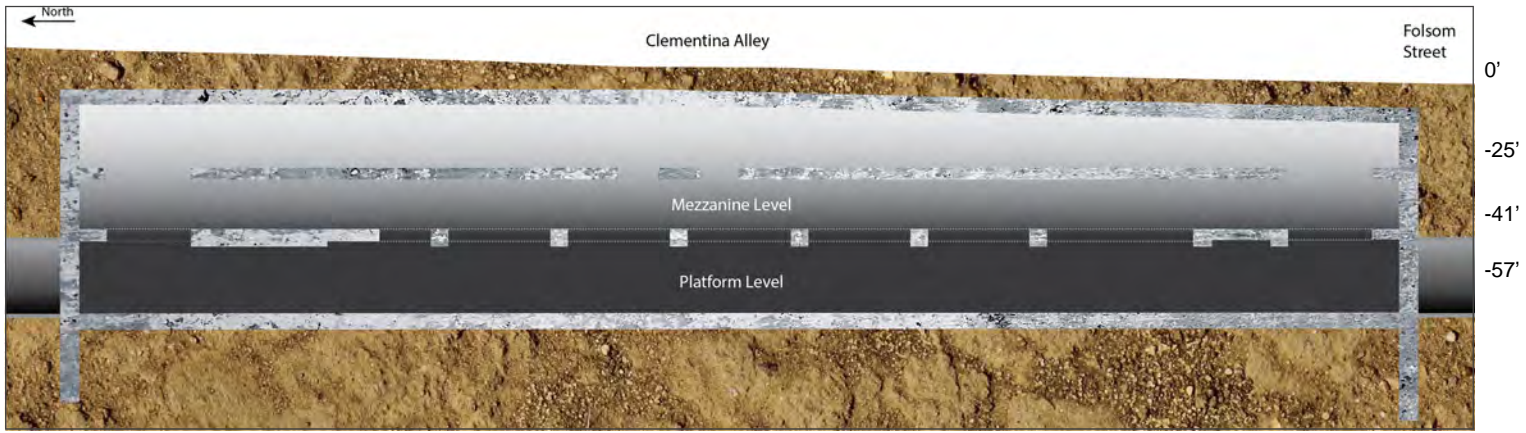 North
Clementina Alley
Folsom
Street
0’
-25’
Mezzanine Level
-41’
-57’
Platform Level